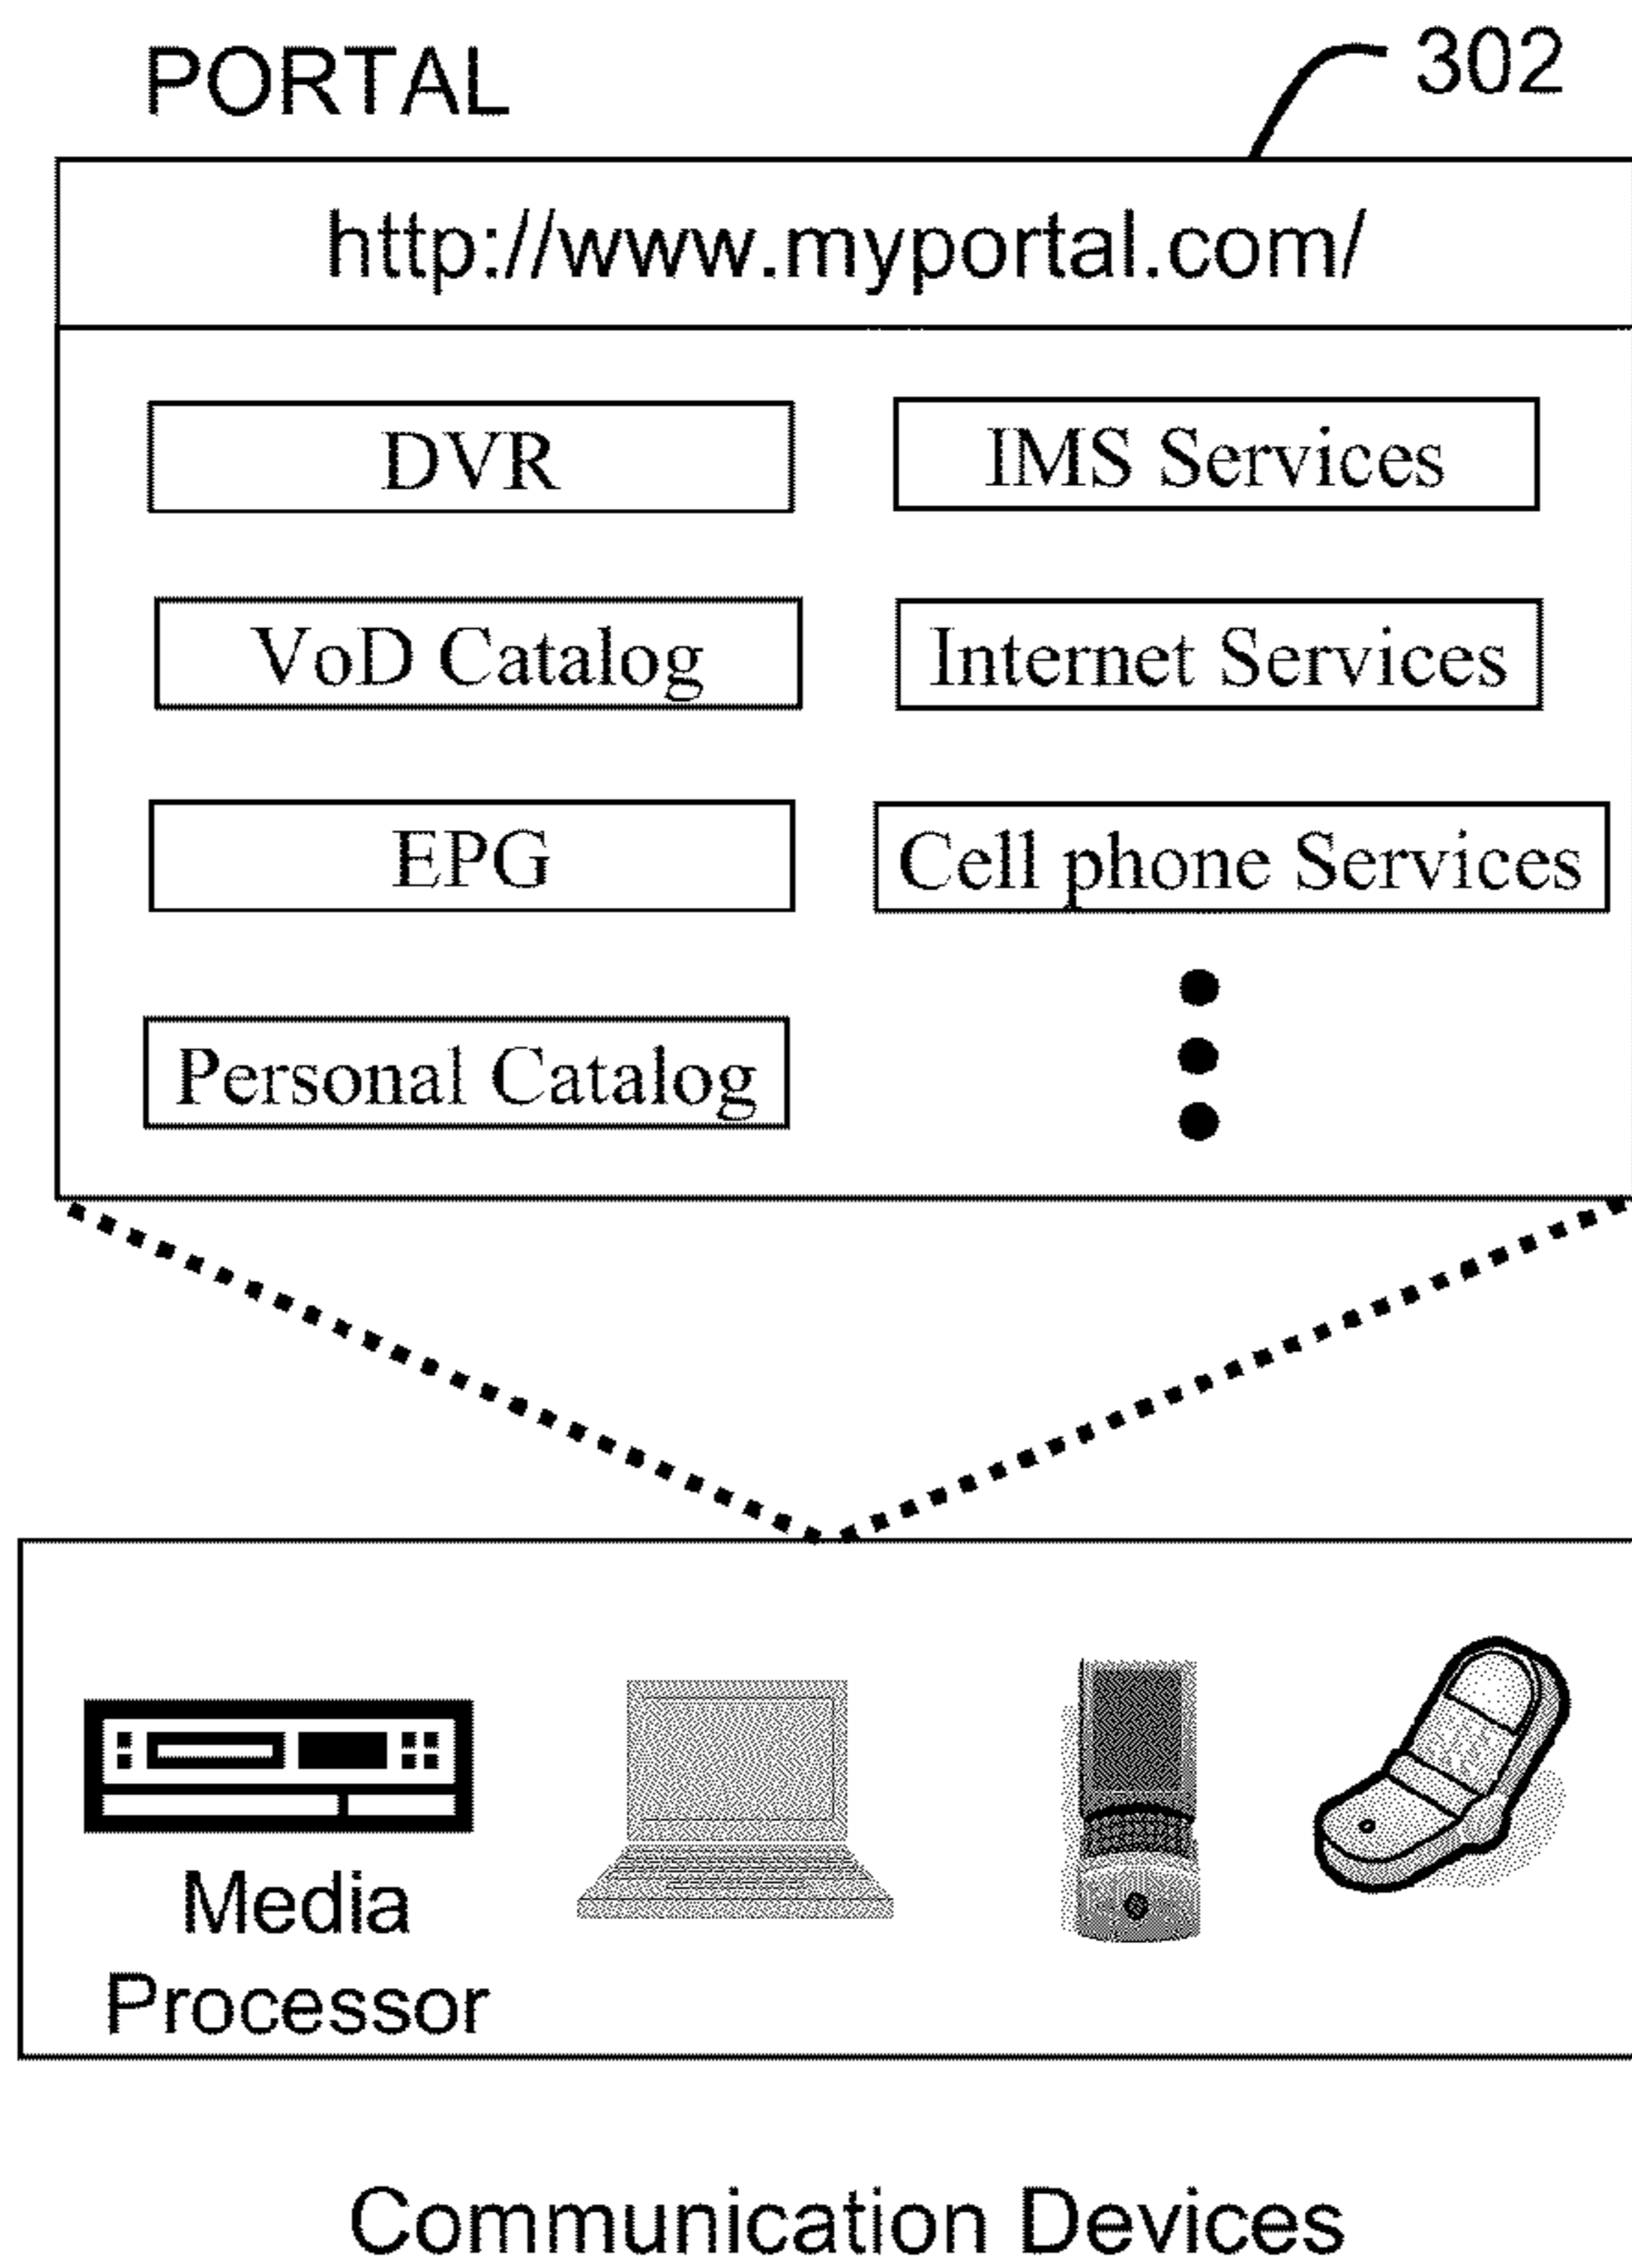 PORTAL
302
http://www.myportal.com/
DVR
IMS Services
VoD Catalog
Internet Services
EPG
Cell phone Services
Personal Catalog
Media
Processor
Communication Devices